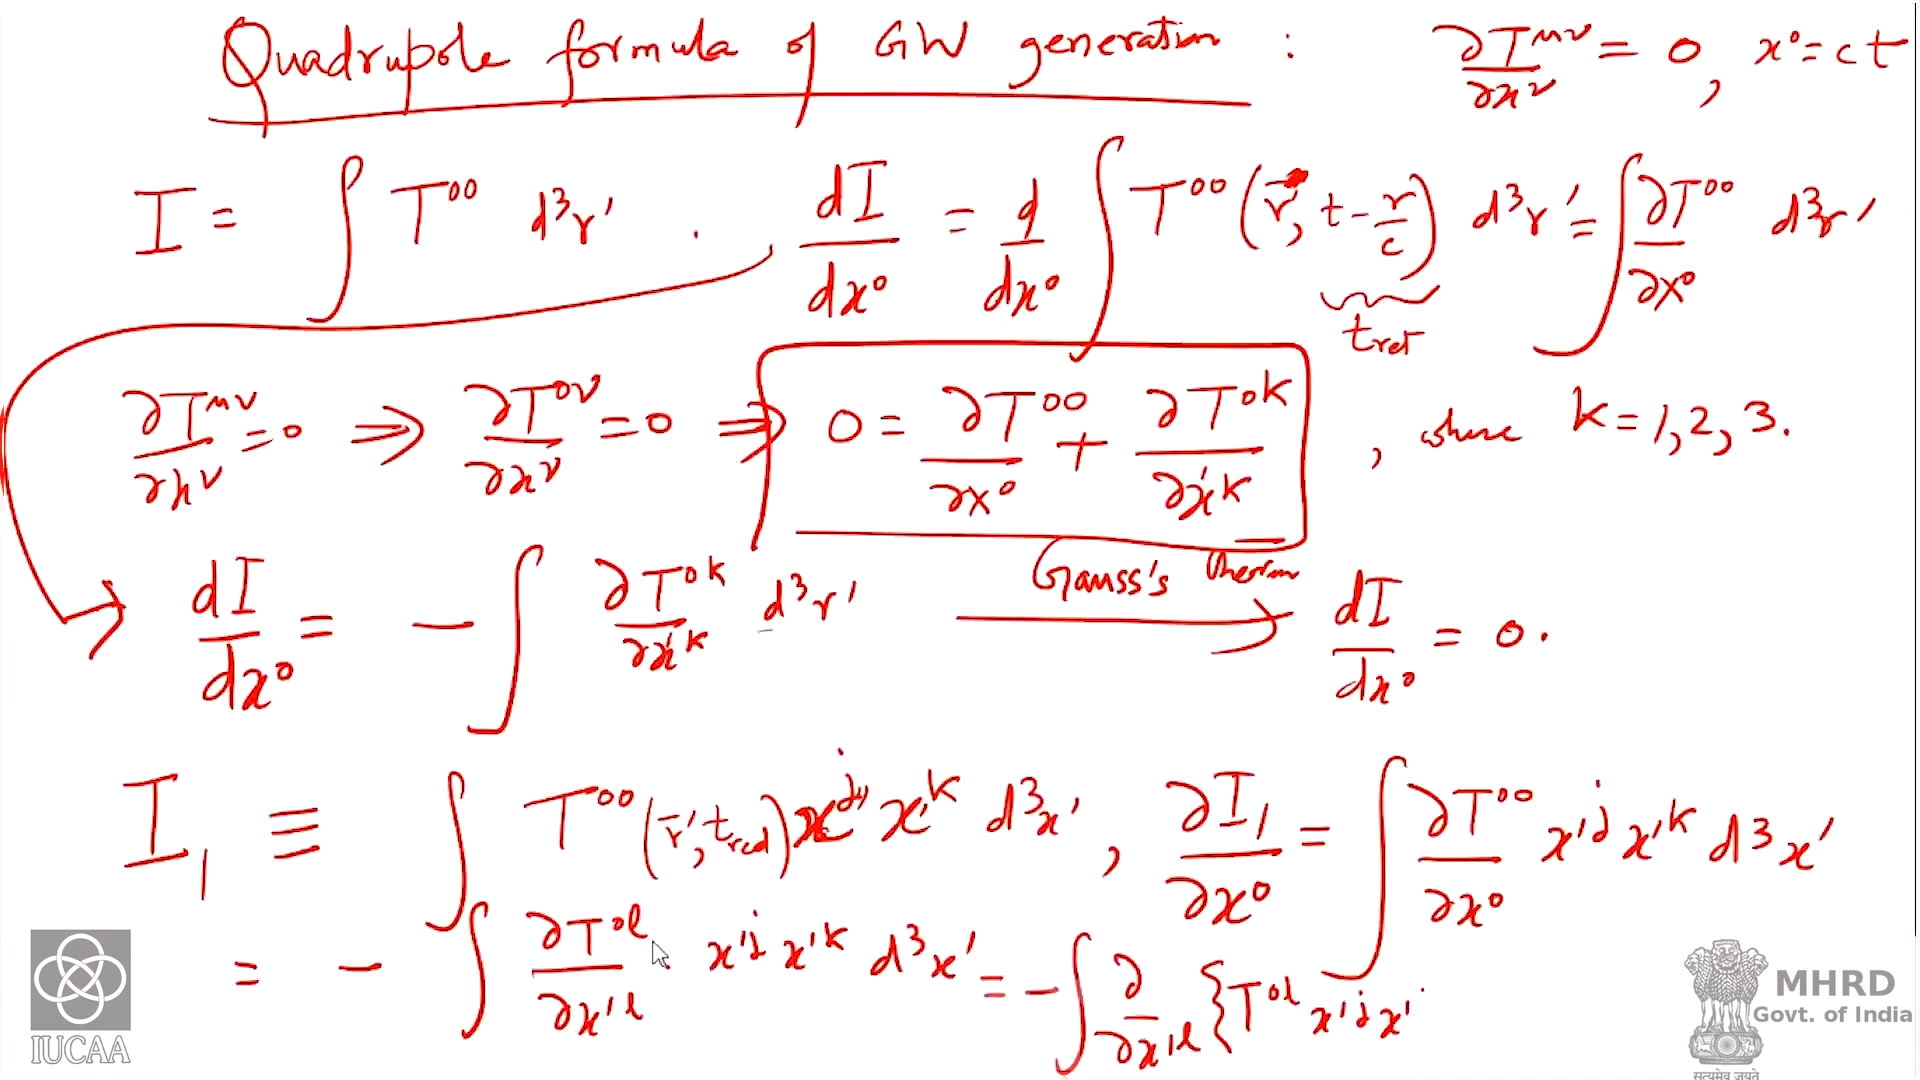 Quadrupole formula of GW generation : ∂T^{μν}/∂x^ν = 0, x⁰ = ct
I = ∫ T⁰⁰ d³r' . dI/dx⁰ = d/dx⁰ ∫ T⁰⁰ (r̄', t - r/c) d³r' = ∫ ∂T⁰⁰/∂x⁰ d³r'
t_ret
∂T^{μν}/∂x^ν = 0 ⇒ ∂T^{0ν}/∂x^ν = 0 ⇒ 0 = ∂T⁰⁰/∂x⁰ + ∂T^{0k}/∂x'^k , where k = 1, 2, 3.
dI/dx⁰ = - ∫ ∂T^{0k}/∂x'^k d³r' Gauss's theorem → dI/dx⁰ = 0.
I₁ ≡ ∫ T⁰⁰ (r̄', t_ret) x'^j x'^k d³x' , ∂I₁/∂x⁰ = ∫ ∂T⁰⁰/∂x⁰ x'^j x'^k d³x'
= - ∫ ∂T^{0l}/∂x'^l x'^j x'^k d³x' = - ∫ ∂/∂x'^l { T^{0l} x'^j x'
IUCAA
MHRD
Govt. of India
सत्यमेव जयते